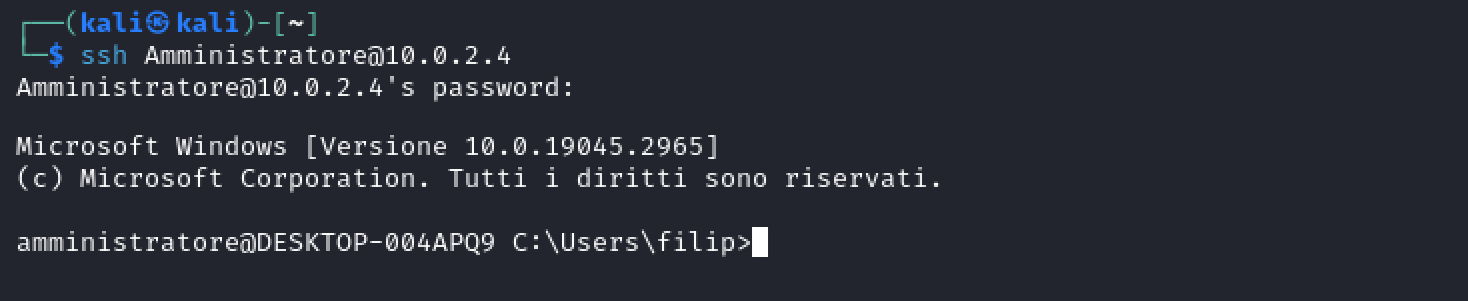 ┌──(kali㉿kali)-[~]
└─$ ssh Amministratore@10.0.2.4
Amministratore@10.0.2.4's password:
Microsoft Windows [Versione 10.0.19045.2965]
(c) Microsoft Corporation. Tutti i diritti sono riservati.
amministratore@DESKTOP-004APQ9 C:\Users\filip>